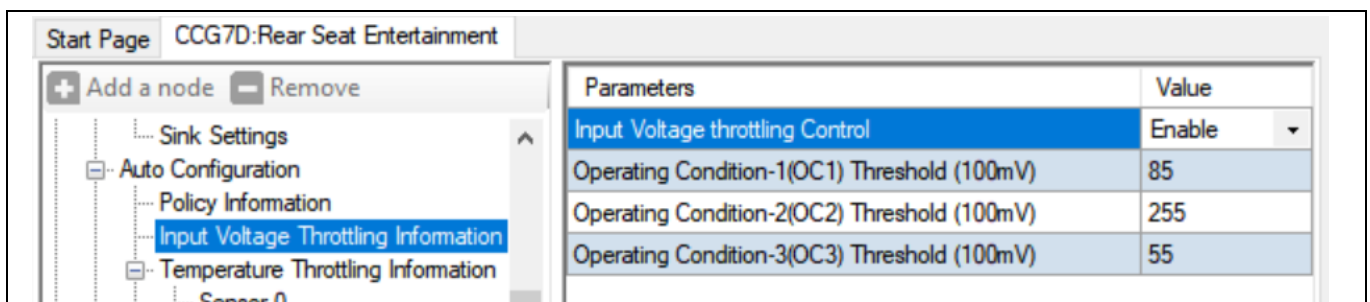 Start Page CCG7D:Rear Seat Entertainment
Add a node Remove
Sink Settings
Auto Configuration
Policy Information
Input Voltage Throttling Information
Temperature Throttling Information
Sensor 0
Parameters Value
Input Voltage throttling Control Enable
Operating Condition-1(OC1) Threshold (100mV) 85
Operating Condition-2(OC2) Threshold (100mV) 255
Operating Condition-3(OC3) Threshold (100mV) 55